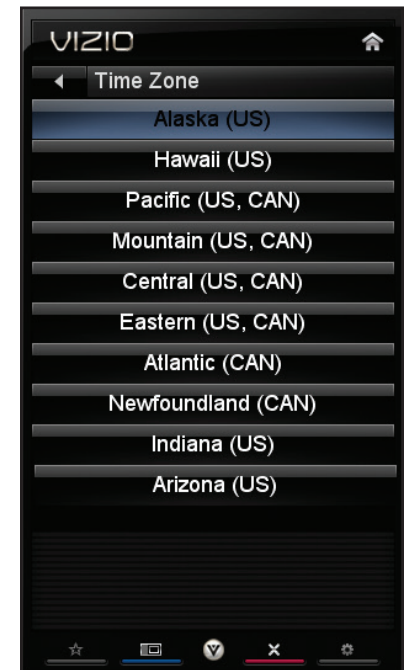 VIZIO
Time Zone
Alaska (US)
Hawaii (US)
Pacific (US, CAN)
Mountain (US, CAN)
Central (US, CAN)
Eastern (US, CAN)
Atlantic (CAN)
Newfoundland (CAN)
Indiana (US)
Arizona (US)
V